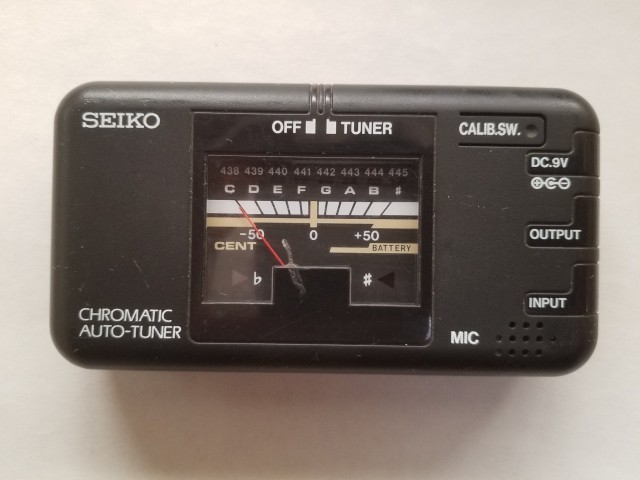 SEIKO
OFF TUNER
CALIB.SW.
438 439 440 441 442 443 444 445
C D E F G A B ♯
DC.9V
-50 0 +50
CENT
BATTERY
OUTPUT
♭ ♯
INPUT
CHROMATIC
AUTO-TUNER
MIC